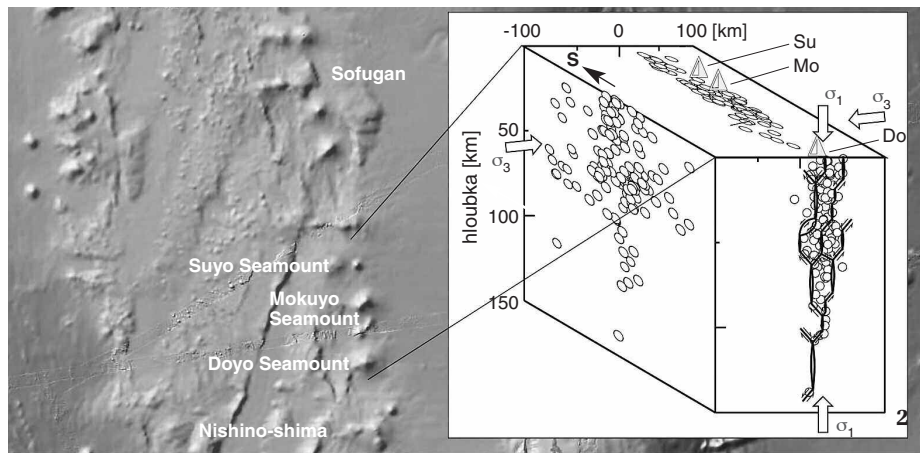 Sofugan
Suyo Seamount
Mokuyo
Seamount
Doyo Seamount
Nishino-shima
-100 0 100 [km]
S
Su
Mo
σ1
σ3
Do
50
σ3
hloubka [km]
100
150
σ1
2